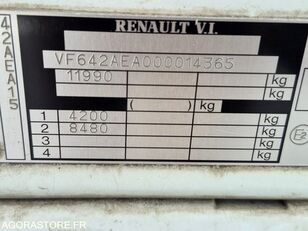 RENAULT V.I.
42AEA15
VF642AEA000014365
11990 kg
kg
( ) kg
1 4200 kg
2 8480 kg
3 kg
4 kg
AGORASTORE.FR